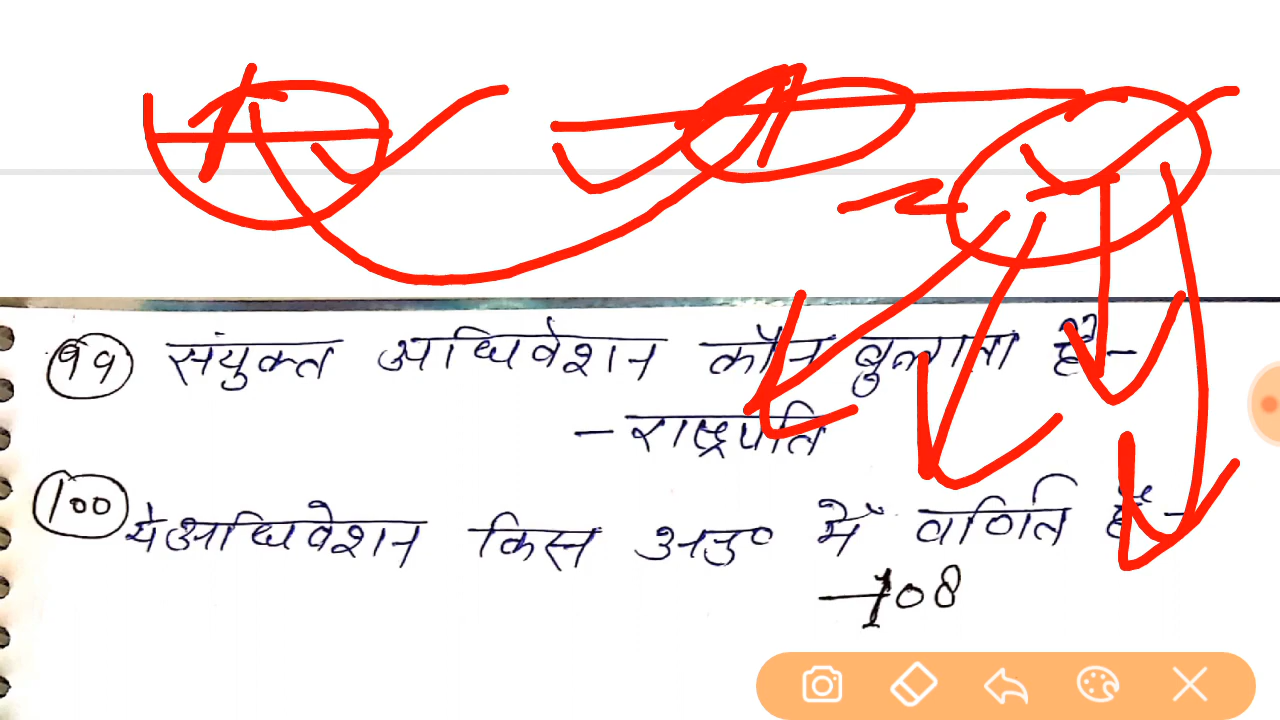 99 संयुक्त अधिवेशन कौन बुलाता है-
- राष्ट्रपति
100 ये अधिवेशन किस अनु० में वर्णित है -
- 108